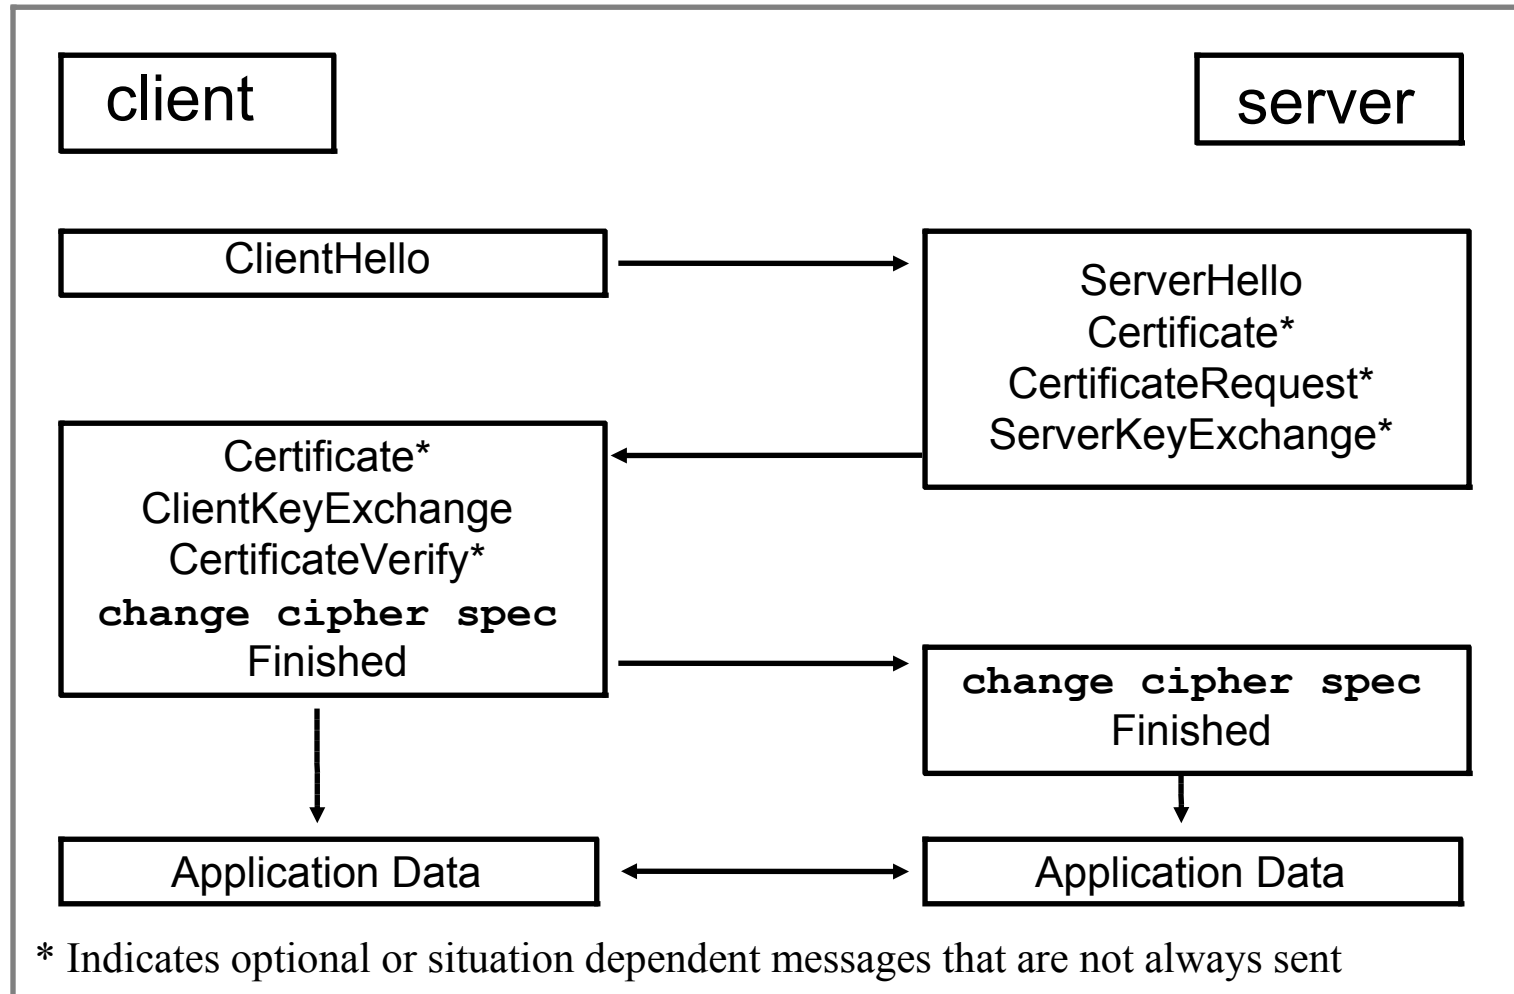 client
server
ClientHello
ServerHello
Certificate*
CertificateRequest*
ServerKeyExchange*
Certificate*
ClientKeyExchange
CertificateVerify*
change cipher spec
Finished
change cipher spec
Finished
Application Data
Application Data
* Indicates optional or situation dependent messages that are not always sent